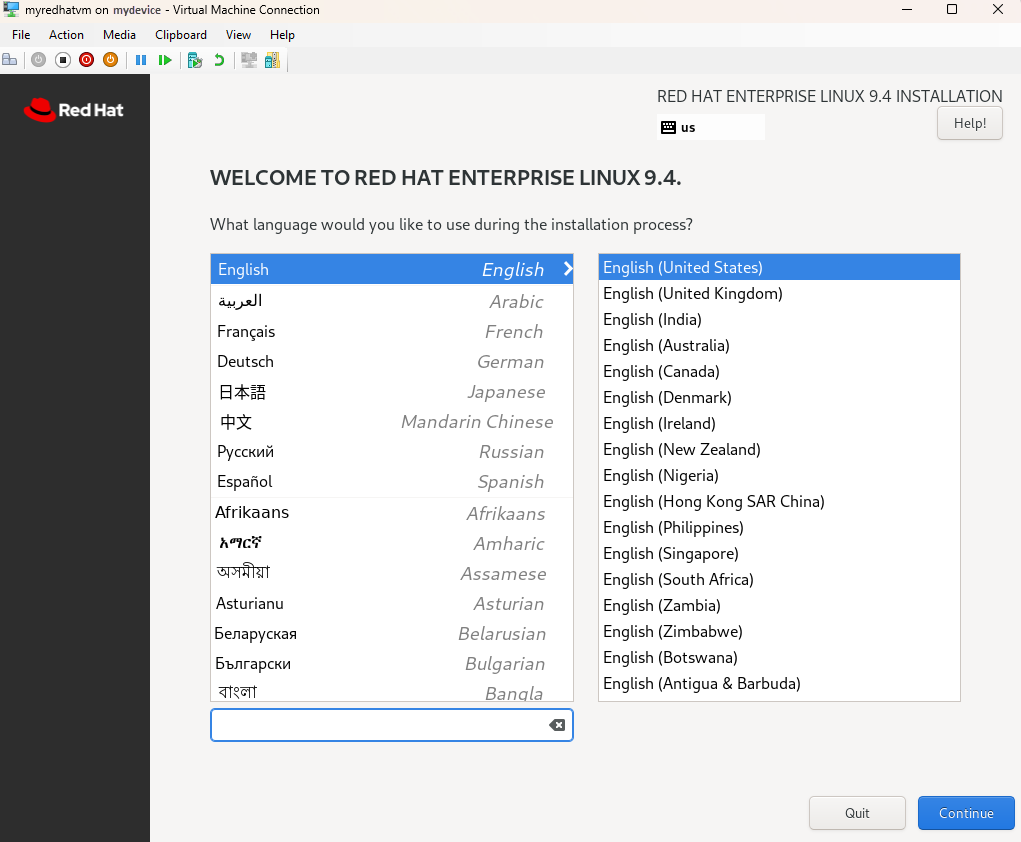 myredhatvm on mydevice - Virtual Machine Connection
File Action Media Clipboard View Help
Red Hat
RED HAT ENTERPRISE LINUX 9.4 INSTALLATION
us
Help!
WELCOME TO RED HAT ENTERPRISE LINUX 9.4.
What language would you like to use during the installation process?
English English
العربية Arabic
Français French
Deutsch German
日本語 Japanese
中文 Mandarin Chinese
Русский Russian
Español Spanish
Afrikaans Afrikaans
አማርኛ Amharic
অসমীয়া Assamese
Asturianu Asturian
Беларуская Belarusian
Български Bulgarian
বাংলা Bangla
English (United States)
English (United Kingdom)
English (India)
English (Australia)
English (Canada)
English (Denmark)
English (Ireland)
English (New Zealand)
English (Nigeria)
English (Hong Kong SAR China)
English (Philippines)
English (Singapore)
English (South Africa)
English (Zambia)
English (Zimbabwe)
English (Botswana)
English (Antigua & Barbuda)
Quit
Continue